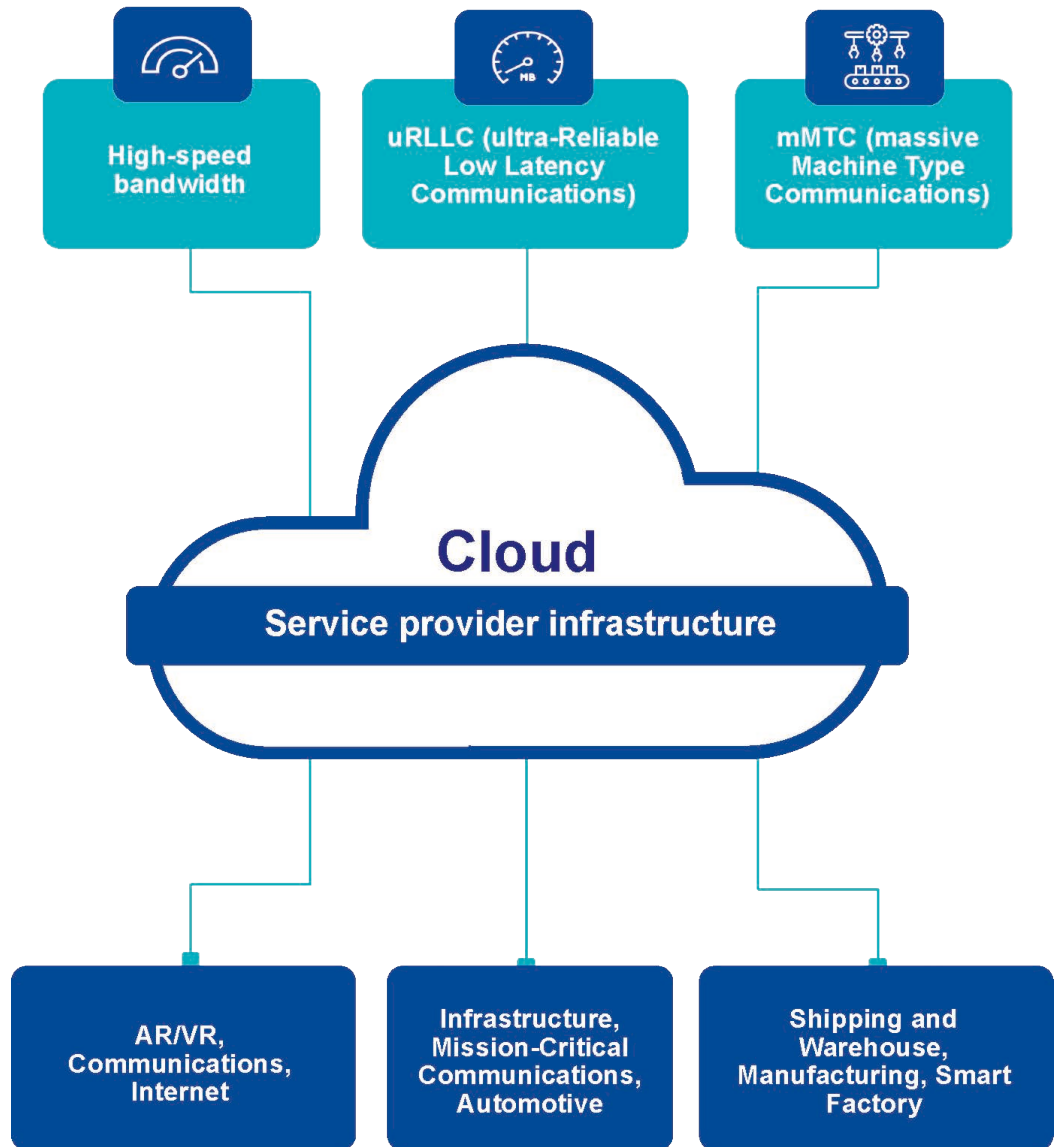 MB
High-speed
bandwidth
uRLLC (ultra-Reliable
Low Latency
Communications)
mMTC (massive
Machine Type
Communications)
Cloud
Service provider infrastructure
AR/VR,
Communications,
Internet
Infrastructure,
Mission-Critical
Communications,
Automotive
Shipping and
Warehouse,
Manufacturing, Smart
Factory